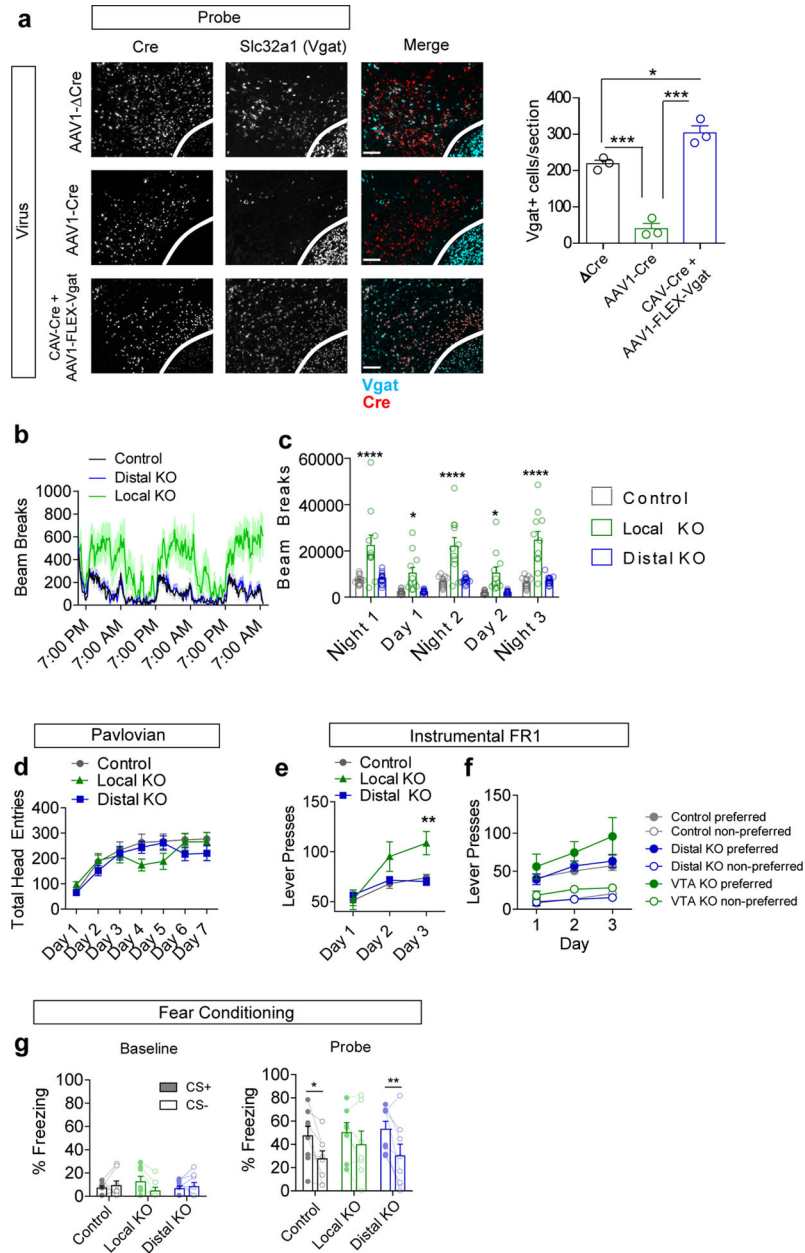 a
Probe
Cre
Slc32a1 (Vgat)
Merge
Virus
AAV1-ΔCre
AAV1-Cre
CAV-Cre +
AAV1-FLEX-Vgat
Vgat
Cre
*
***
***
Vgat+ cells/section
400
300
200
100
0
ΔCre
AAV1-Cre
CAV-Cre +
AAV1-FLEX-Vgat
b
Control
Distal KO
Local KO
Beam Breaks
1000
800
600
400
200
0
7:00 PM
7:00 AM
7:00 PM
7:00 AM
7:00 PM
7:00 AM
c
Beam Breaks
60000
40000
20000
10000
0
****
*
****
*
****
Night 1
Day 1
Night 2
Day 2
Night 3
Control
Local KO
Distal KO
Pavlovian
d
Control
Local KO
Distal KO
Total Head Entries
400
300
200
100
0
Day 1
Day 2
Day 3
Day 4
Day 5
Day 6
Day 7
Instrumental FR1
e
Control
Local KO
Distal KO
Lever Presses
150
100
50
**
Day 1
Day 2
Day 3
f
Lever Presses
150
100
50
0
1
2
3
Day
Control preferred
Control non-preferred
Distal KO preferred
Distal KO non-preferred
VTA KO preferred
VTA KO non-preferred
Fear Conditioning
g
Baseline
% Freezing
100
80
60
40
20
0
CS+
CS-
Control
Local KO
Distal KO
Probe
% Freezing
100
80
60
40
20
0
*
**
Control
Local KO
Distal KO